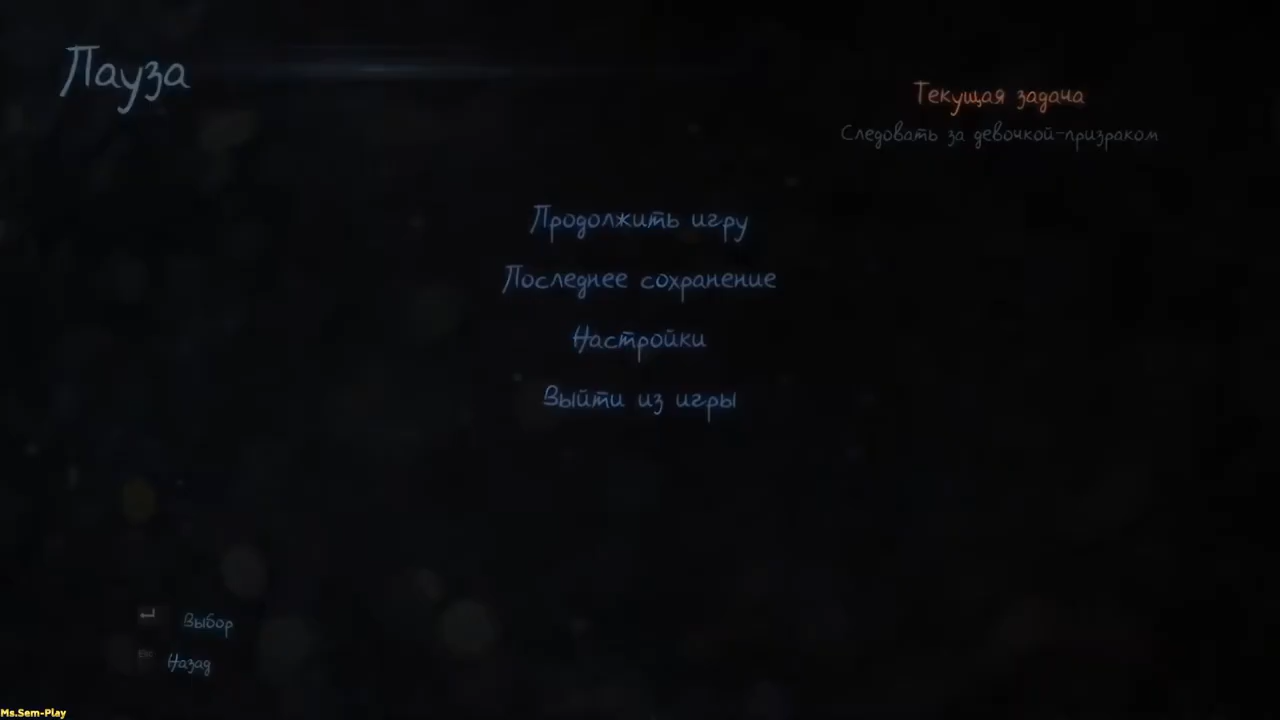 Пауза
Текущая задача
Следовать за девочкой-призраком
Продолжить игру
Последнее сохранение
Настройки
Выйти из игры
Выбор
Esc Назад
Ms.Sem-Play